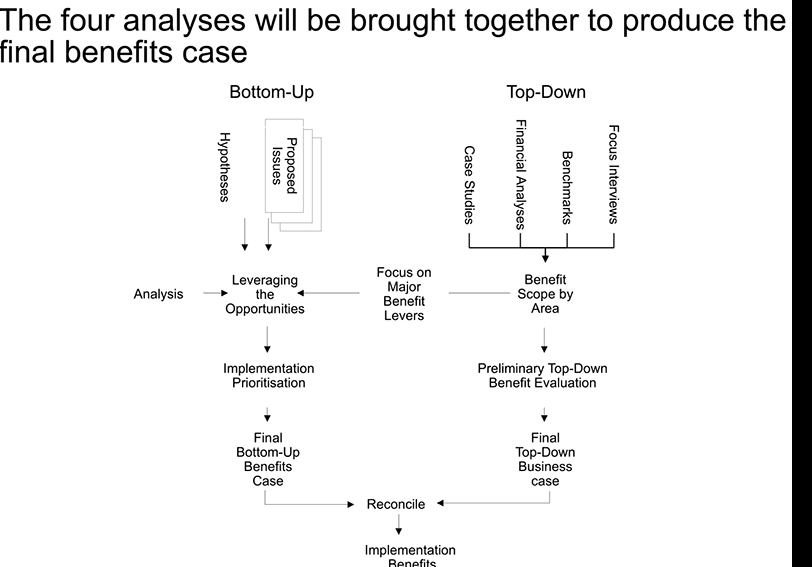 The four analyses will be brought together to produce the
final benefits case
Bottom-Up
Top-Down
Hypotheses
Proposed
Issues
Case Studies
Financial Analyses
Benchmarks
Focus Interviews
Analysis
Leveraging
the
Opportunities
Focus on
Major
Benefit
Levers
Benefit
Scope by
Area
Implementation
Prioritisation
Preliminary Top-Down
Benefit Evaluation
Final
Bottom-Up
Benefits
Case
Final
Top-Down
Business
case
Reconcile
Implementation
Benefits